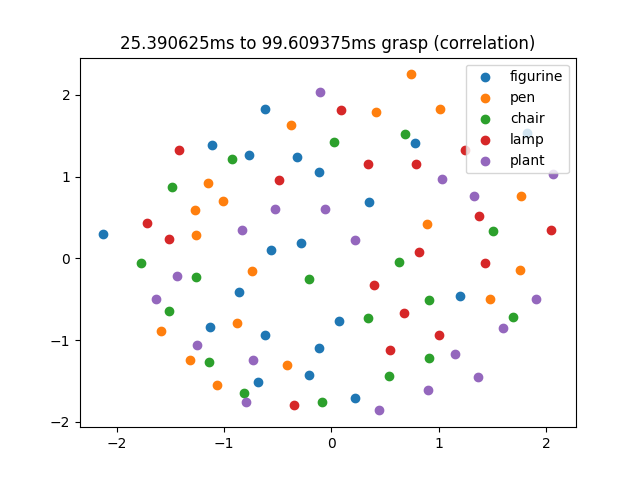 25.390625ms to 99.609375ms grasp (correlation)
figurine
pen
chair
lamp
plant
2
1
0
−1
−2
−2 −1 0 1 2